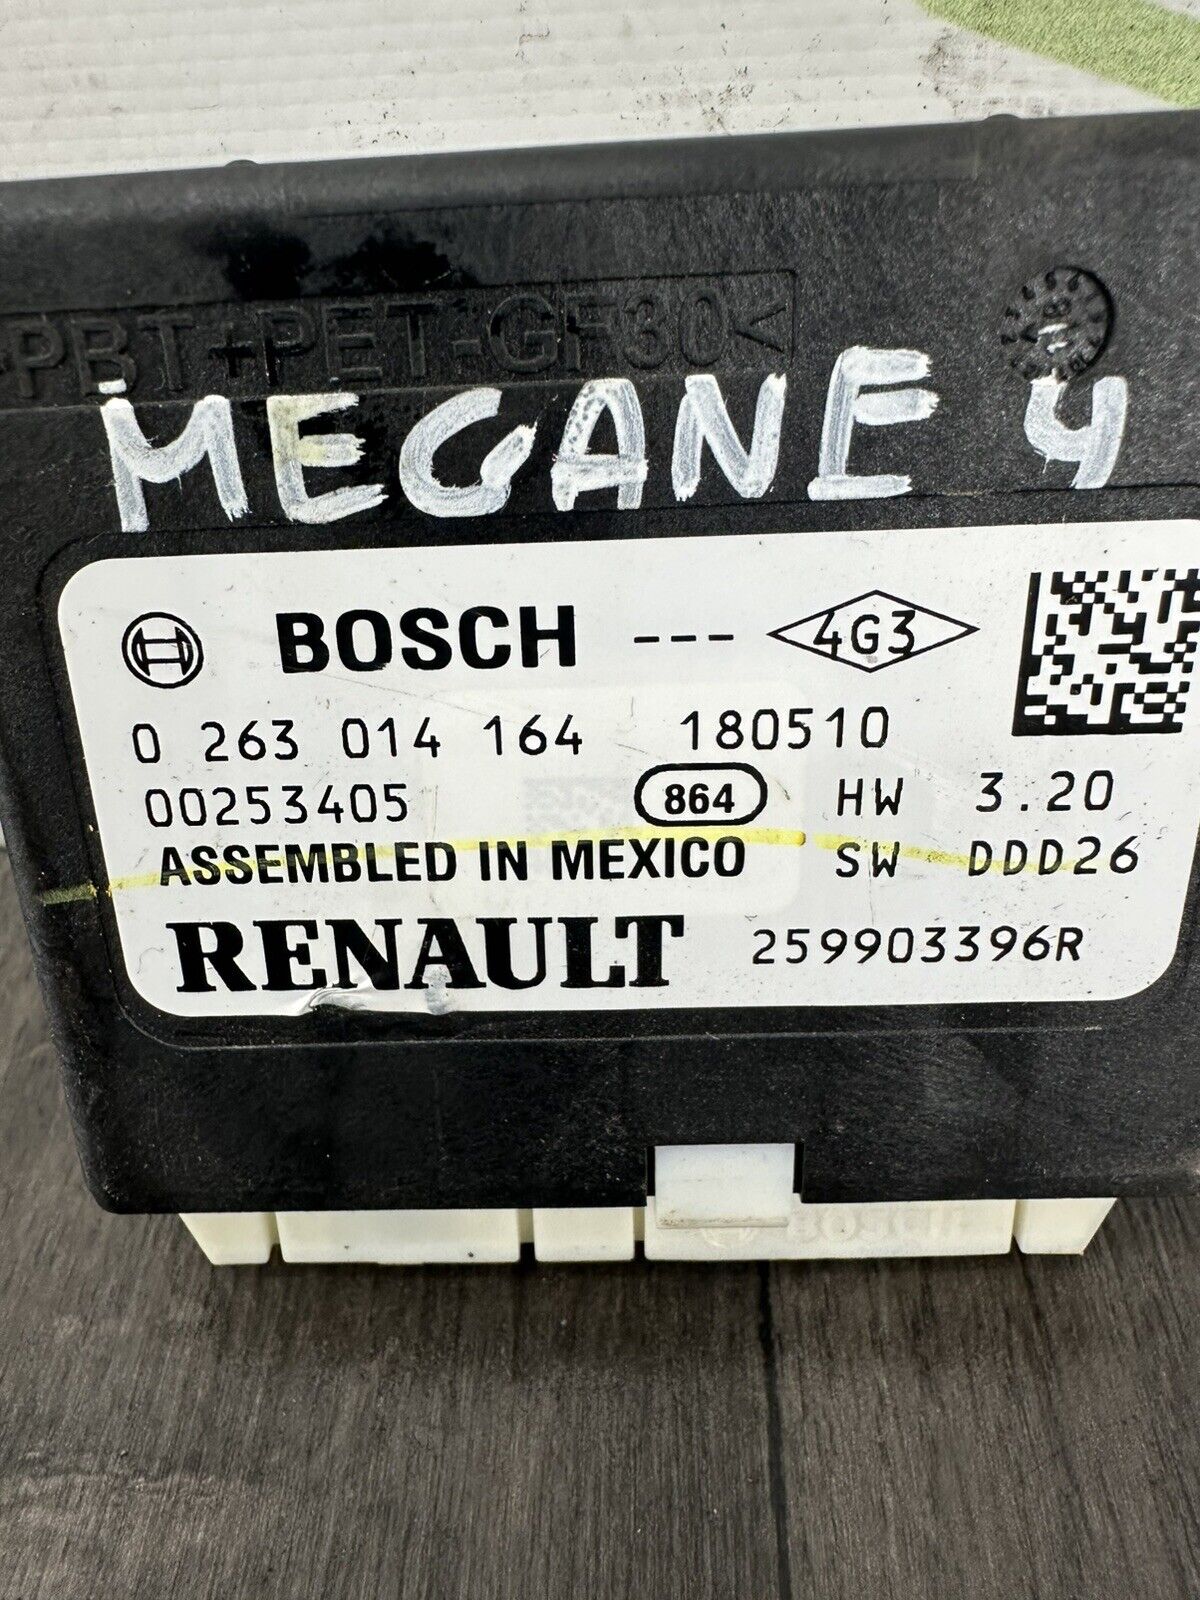 PBT+PET-GF30<
MEGANE 4
BOSCH --- 4G3
0 263 014 164 180510
00253405 864 HW 3.20
ASSEMBLED IN MEXICO SW DDD26
RENAULT 259903396R
BOSCH